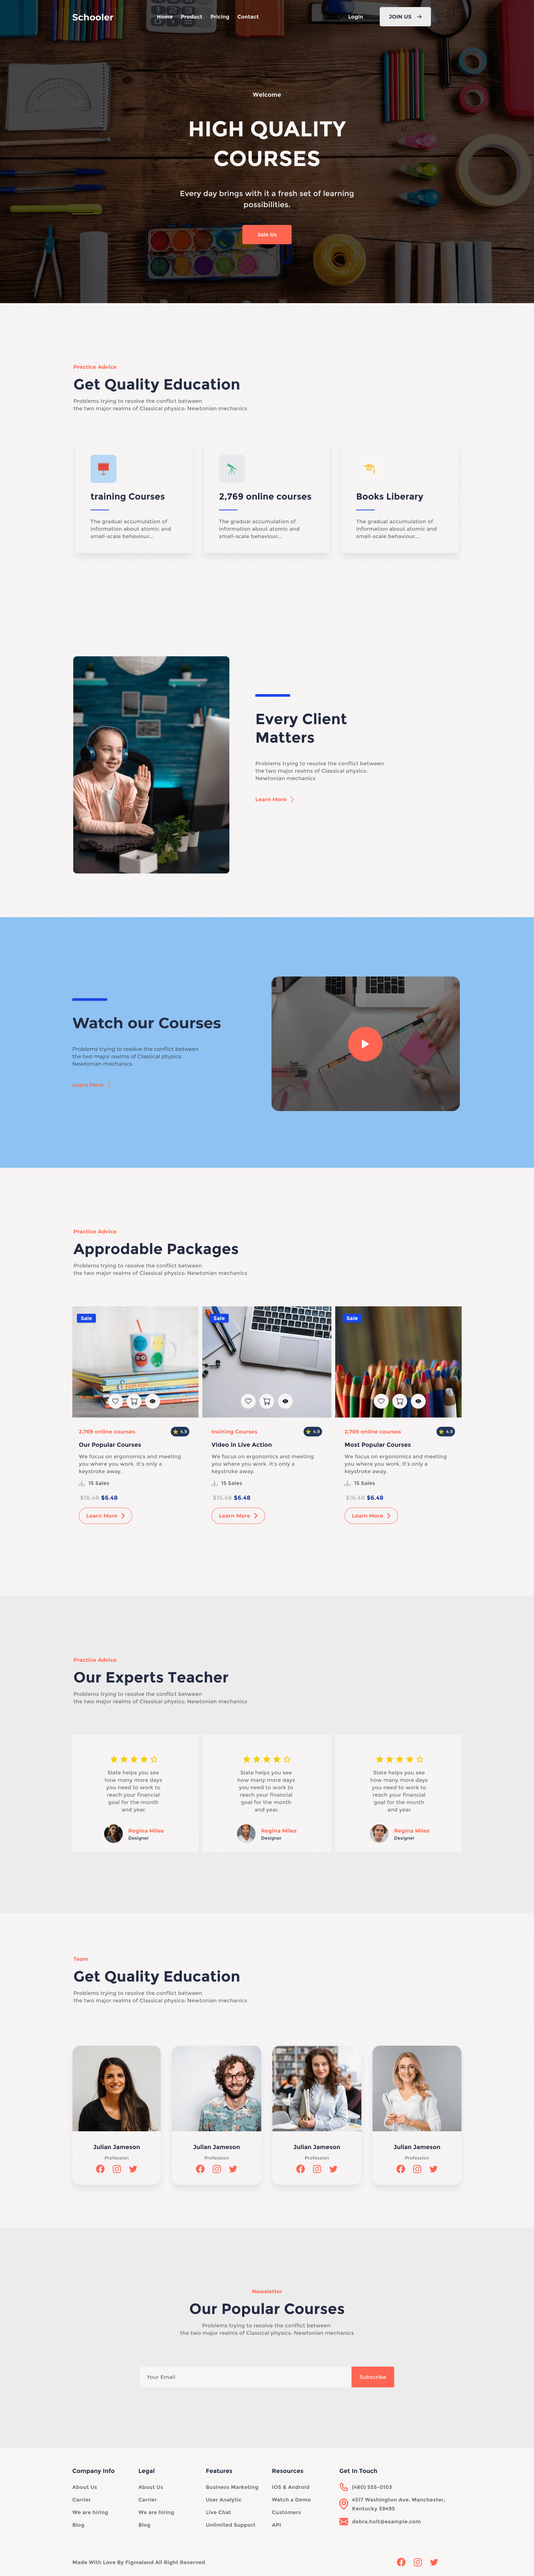 Schooler
Home Product Pricing Contact
Login
JOIN US
Welcome
HIGH QUALITY
COURSES
Every day brings with it a fresh set of learning
possibilities.
Join Us
Practice Advice
Get Quality Education
Problems trying to resolve the conflict between
the two major realms of Classical physics: Newtonian mechanics
training Courses
The gradual accumulation of
information about atomic and
small-scale behaviour...
2,769 online courses
The gradual accumulation of
information about atomic and
small-scale behaviour...
Books Liberary
The gradual accumulation of
information about atomic and
small-scale behaviour...
Every Client
Matters
Problems trying to resolve the conflict between
the two major realms of Classical physics:
Newtonian mechanics
Learn More
Watch our Courses
Problems trying to resolve the conflict between
the two major realms of Classical physics:
Newtonian mechanics
Learn More
Practice Advice
Approdable Packages
Problems trying to resolve the conflict between
the two major realms of Classical physics: Newtonian mechanics
Sale
2,769 online courses
4.9
Our Popular Courses
We focus on ergonomics and meeting
you where you work. It's only a
keystroke away.
15 Sales
$16.48 $6.48
Learn More
Sale
training Courses
4.9
Video in Live Action
We focus on ergonomics and meeting
you where you work. It's only a
keystroke away.
15 Sales
$16.48 $6.48
Learn More
Sale
2,769 online courses
4.9
Most Popular Courses
We focus on ergonomics and meeting
you where you work. It's only a
keystroke away.
15 Sales
$16.48 $6.48
Learn More
Practice Advice
Our Experts Teacher
Problems trying to resolve the conflict between
the two major realms of Classical physics: Newtonian mechanics
Slate helps you see
how many more days
you need to work to
reach your financial
goal for the month
and year.
Regina Miles
Designer
Slate helps you see
how many more days
you need to work to
reach your financial
goal for the month
and year.
Regina Miles
Designer
Slate helps you see
how many more days
you need to work to
reach your financial
goal for the month
and year.
Regina Miles
Designer
Team
Get Quality Education
Problems trying to resolve the conflict between
the two major realms of Classical physics: Newtonian mechanics
Julian Jameson
Profession
Julian Jameson
Profession
Julian Jameson
Profession
Julian Jameson
Profession
Newsletter
Our Popular Courses
Problems trying to resolve the conflict between
the two major realms of Classical physics: Newtonian mechanics
Your Email
Subscribe
Company Info
About Us
Carrier
We are hiring
Blog
Legal
About Us
Carrier
We are hiring
Blog
Features
Business Marketing
User Analytic
Live Chat
Unlimited Support
Resources
IOS & Android
Watch a Demo
Customers
API
Get In Touch
(480) 555-0103
4517 Washington Ave. Manchester,
Kentucky 39495
debra.holt@example.com
Made With Love By Figmaland All Right Reserved